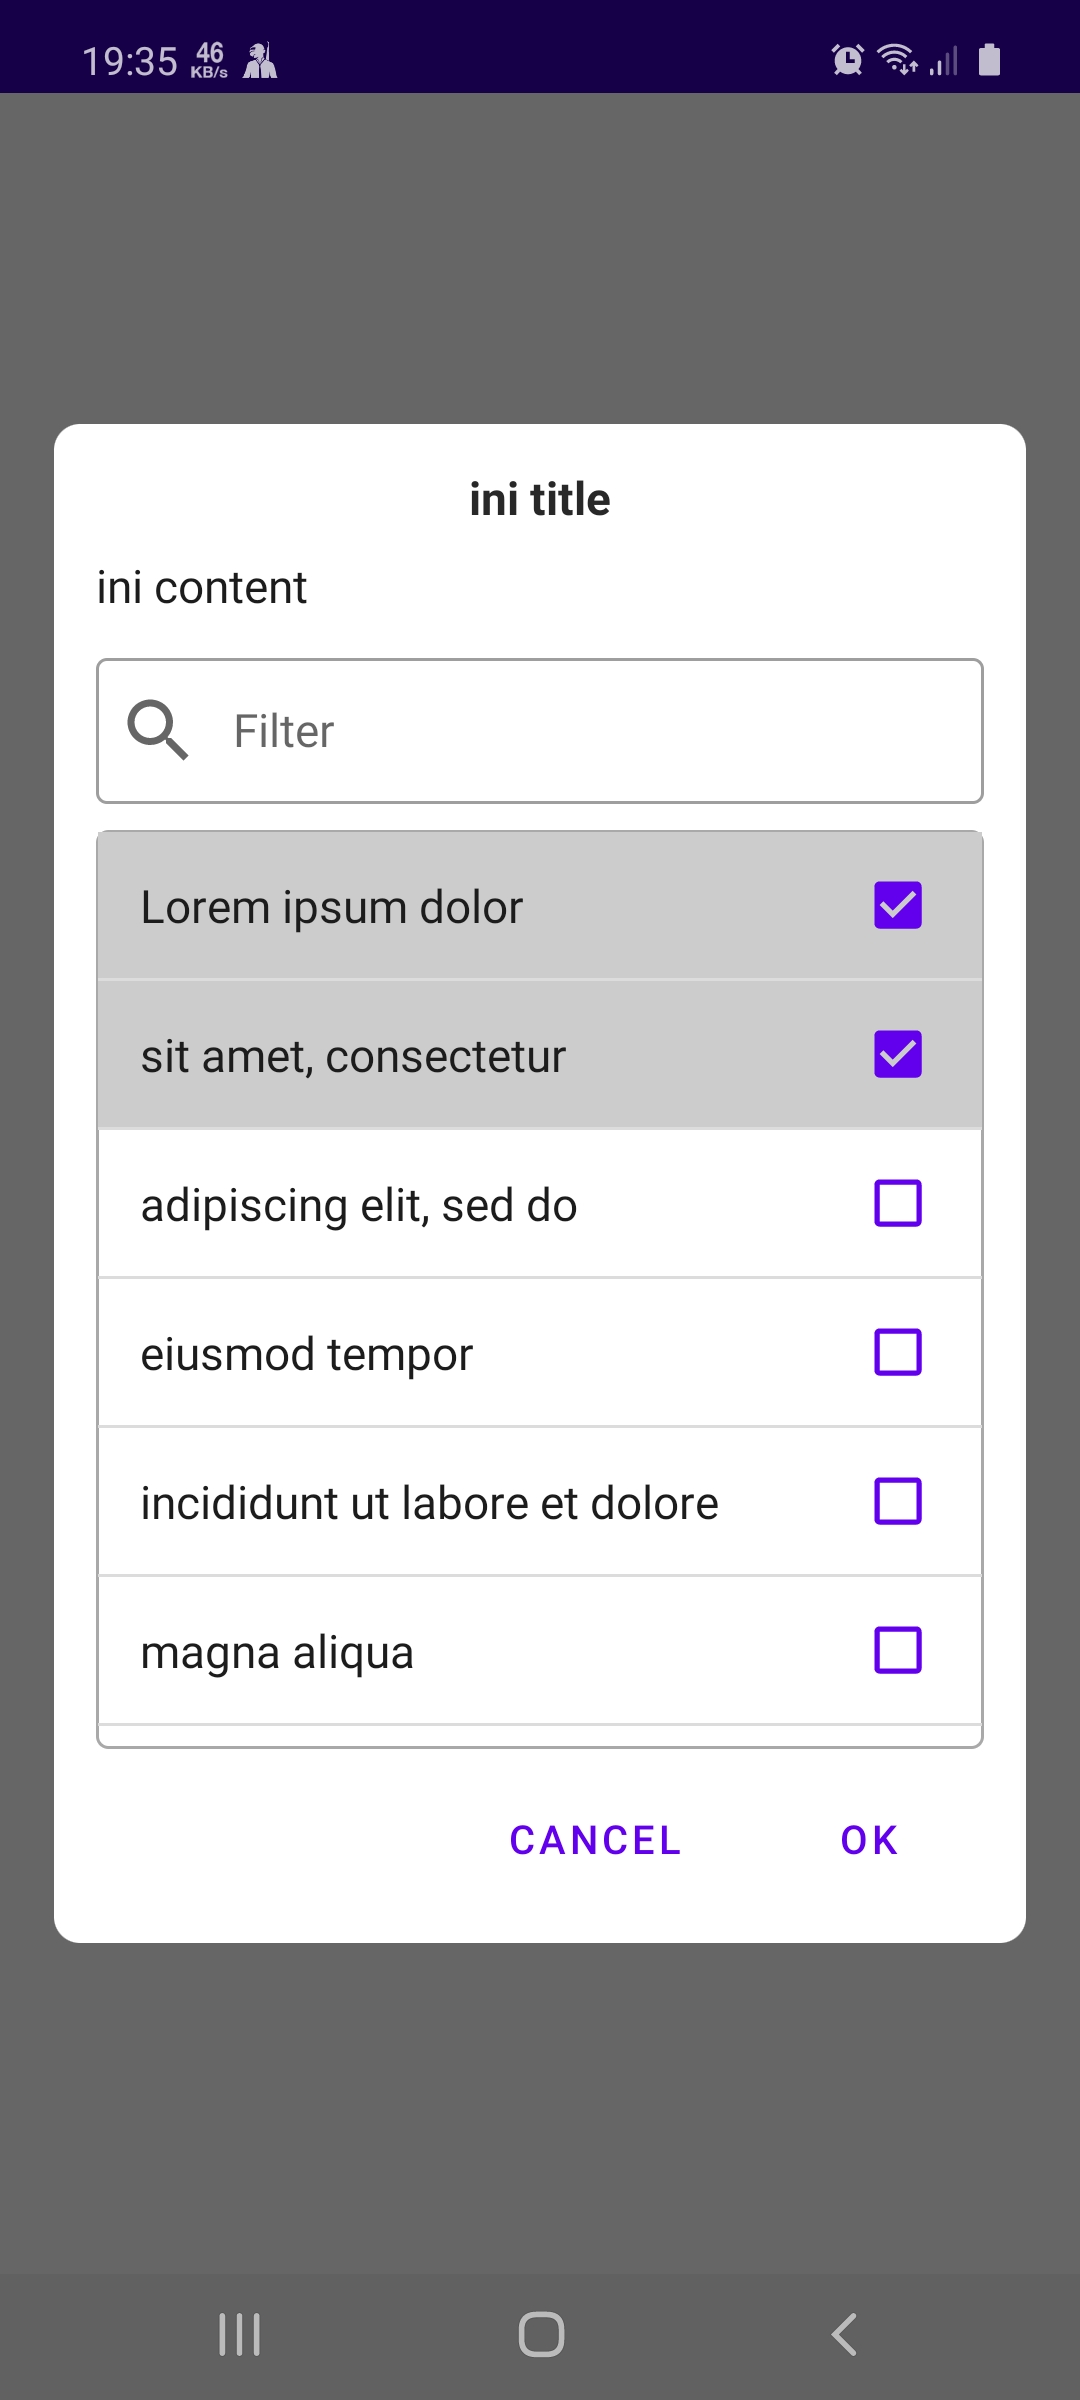 19:35 46 KB/s
ini title
ini content
Filter
Lorem ipsum dolor
sit amet, consectetur
adipiscing elit, sed do
eiusmod tempor
incididunt ut labore et dolore
magna aliqua
CANCEL OK